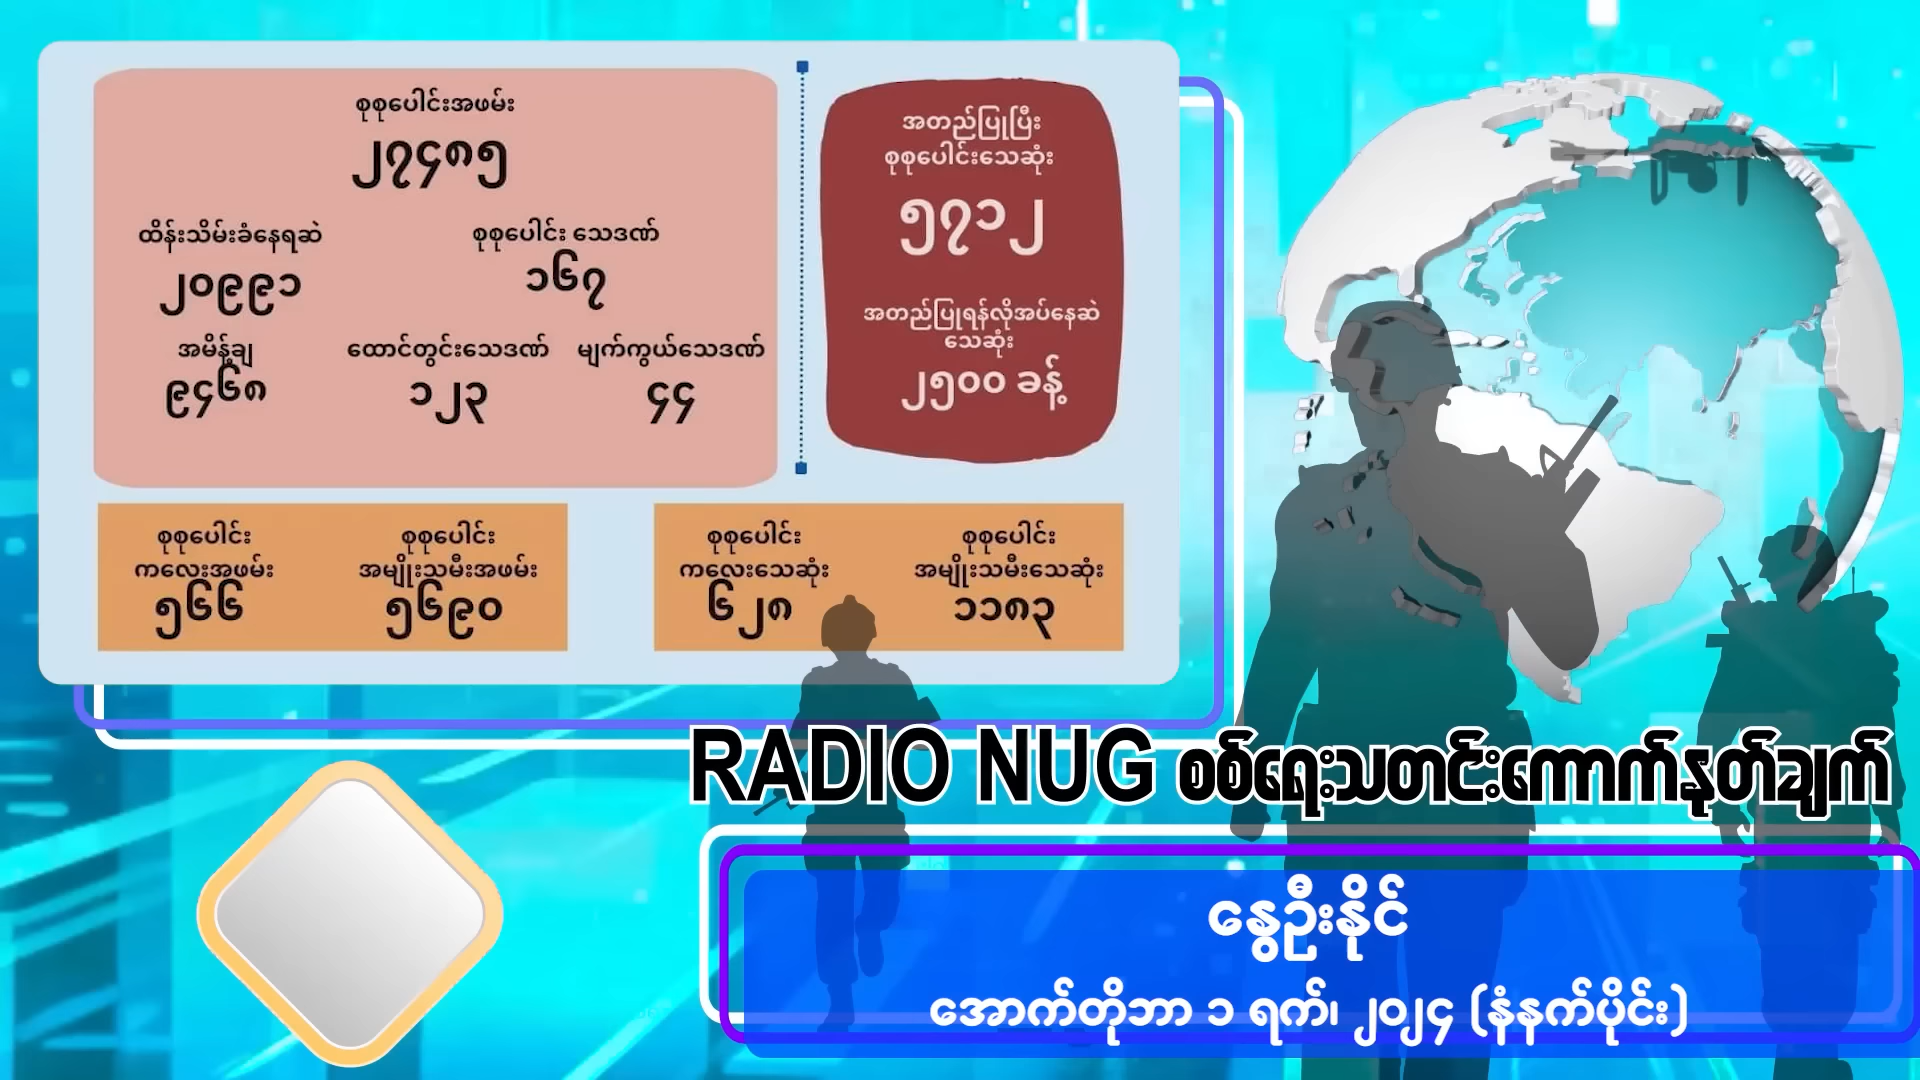 စုစုပေါင်းအဖမ်း
၂၇၄၈၅
ထိန်းသိမ်းခံနေရဆဲ
၂၀၉၉၁
စုစုပေါင်း သေဒဏ်
၁၆၇
အမိန့်ချ
၉၄၆၈
ထောင်တွင်းသေဒဏ်
၁၂၃
မျက်ကွယ်သေဒဏ်
၄၄
အတည်ပြုပြီး
စုစုပေါင်းသေဆုံး
၅၇၁၂
အတည်ပြုရန်လိုအပ်နေဆဲ
သေဆုံး
၂၅၀၀ ခန့်
စုစုပေါင်း
ကလေးအဖမ်း
၅၆၆
စုစုပေါင်း
အမျိုးသမီးအဖမ်း
၅၆၉၀
စုစုပေါင်း
ကလေးသေဆုံး
၆၂၈
စုစုပေါင်း
အမျိုးသမီးသေဆုံး
၁၁၈၃
RADIO NUG စစ်ရေးသတင်းကောက်နုတ်ချက်
နွေဦးနိုင်
အောက်တိုဘာ ၁ ရက်၊ ၂၀၂၄ (နံနက်ပိုင်း)